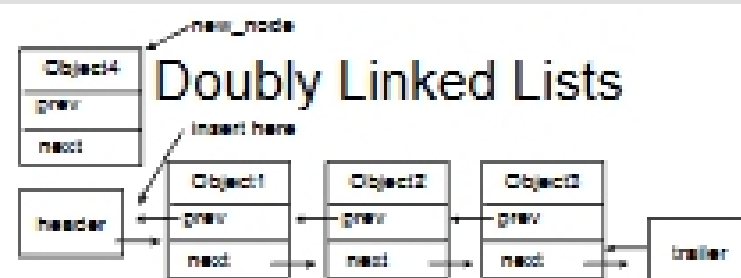 new_node
Object4
Doubly Linked Lists
prev
insert here
next
Object1
Object2
Object3
header
prev
prev
prev
next
next
next
trailer